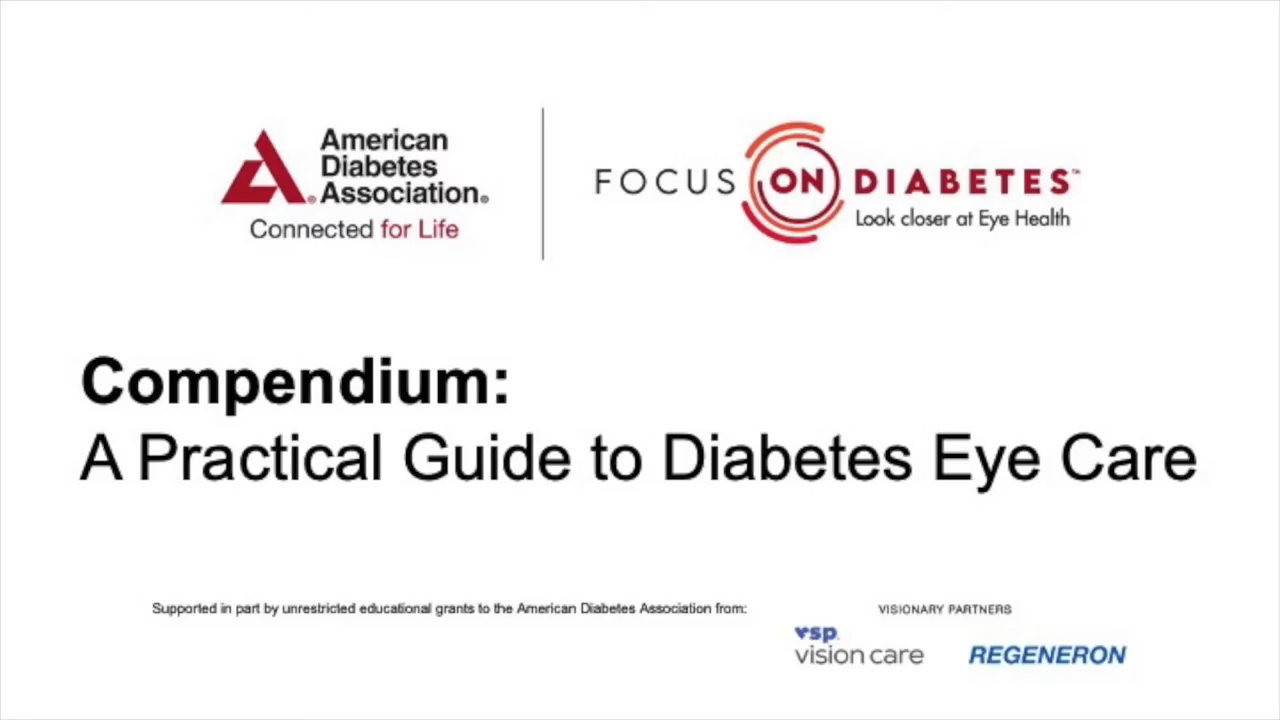 American
Diabetes
Association®
Connected for Life
FOCUS ON DIABETES™
Look closer at Eye Health
Compendium:
A Practical Guide to Diabetes Eye Care
Supported in part by unrestricted educational grants to the American Diabetes Association from:
VISIONARY PARTNERS
vsp
vision care
REGENERON